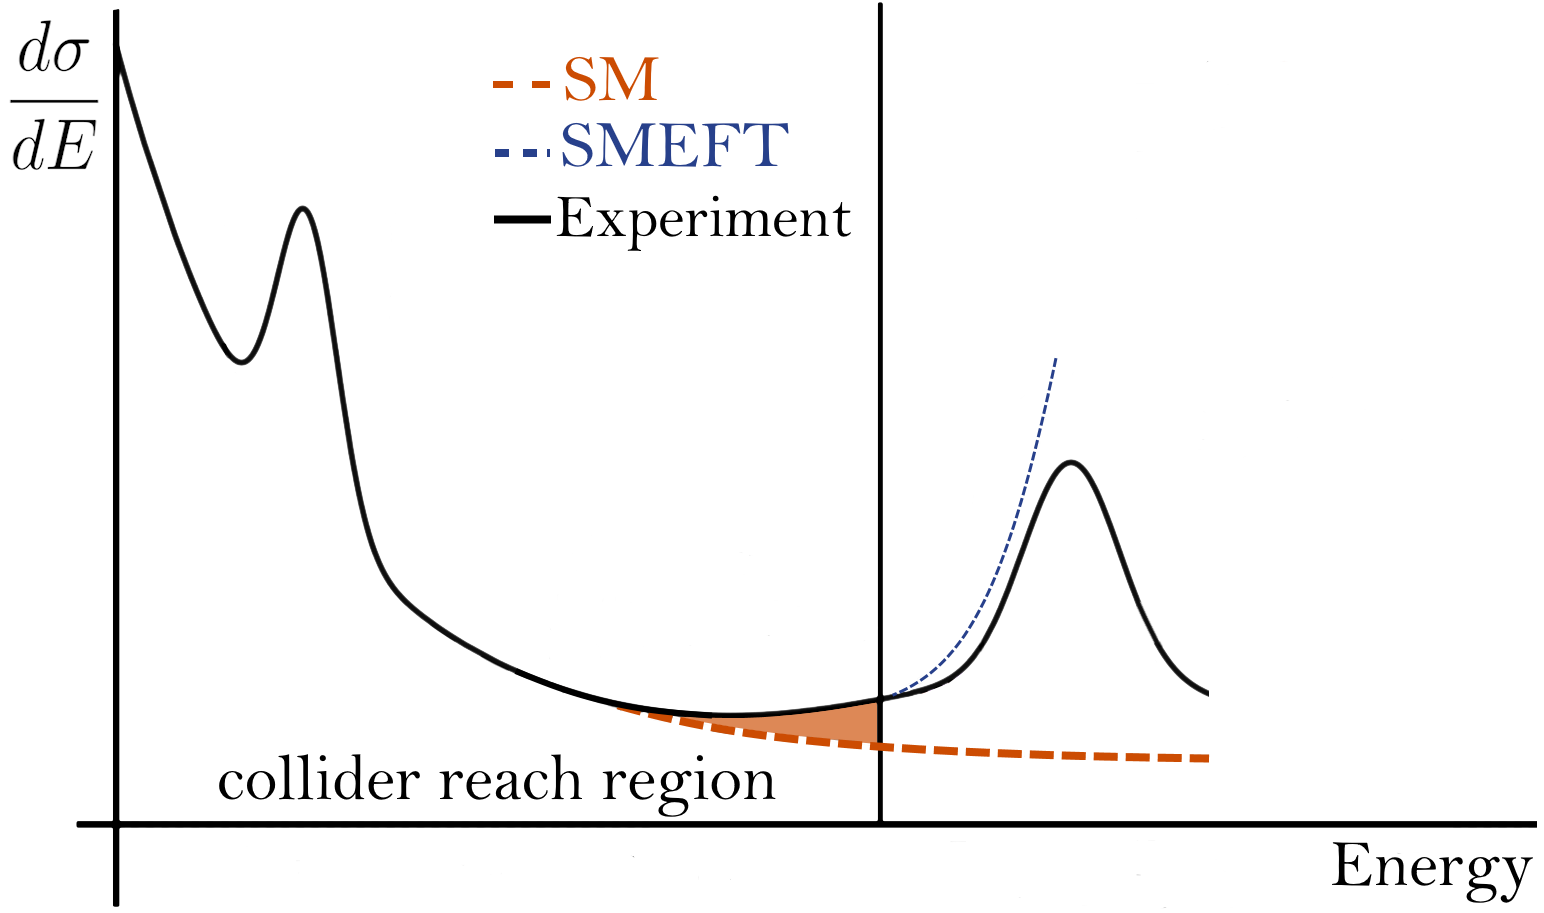 dσ
dE
SM
SMEFT
Experiment
collider reach region
Energy